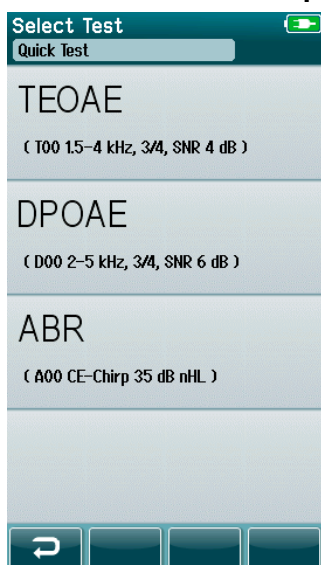 Select Test
Quick Test
TEOAE
( T00 1.5-4 kHz, 3/4, SNR 4 dB )
DPOAE
( D00 2-5 kHz, 3/4, SNR 6 dB )
ABR
( A00 CE-Chirp 35 dB nHL )